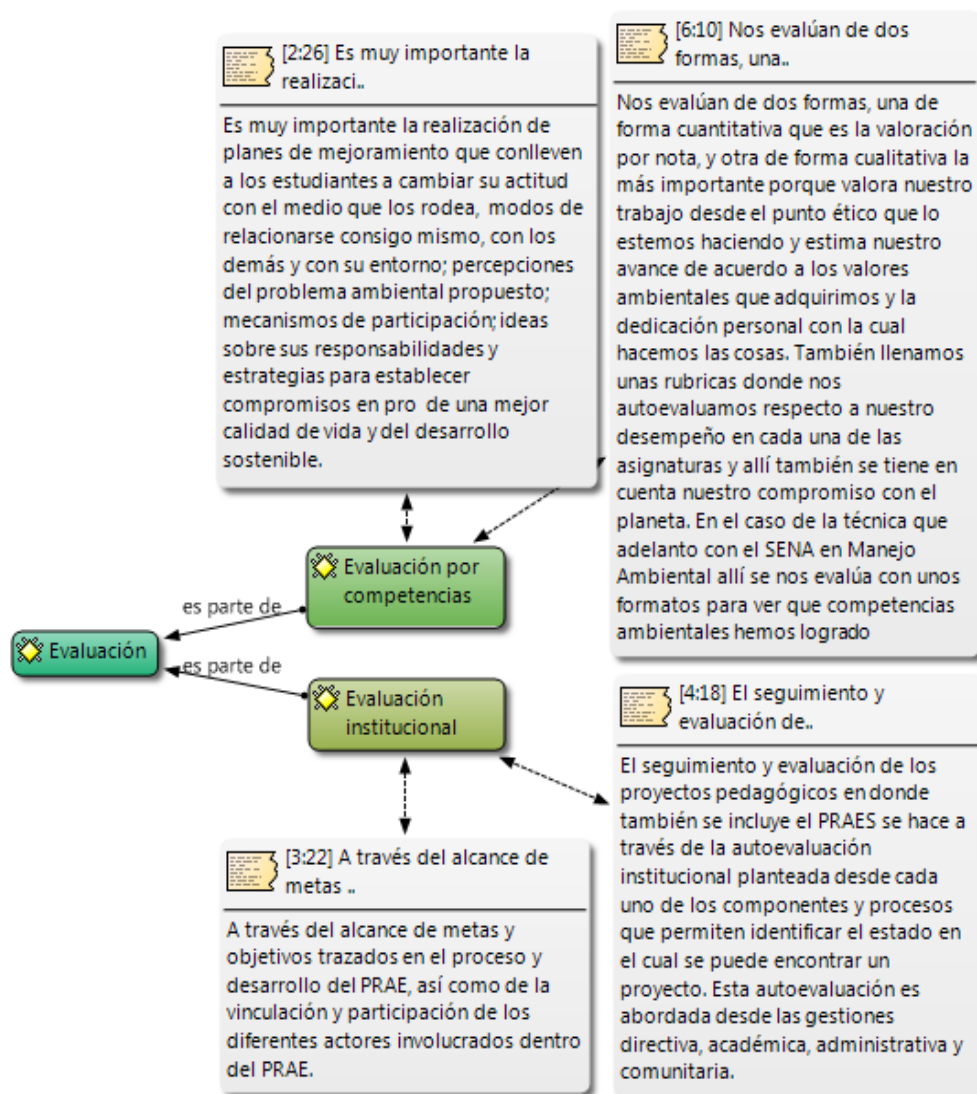 [2:26] Es muy importante la
realizaci..
Es muy importante la realización de
planes de mejoramiento que conlleven
a los estudiantes a cambiar su actitud
con el medio que los rodea, modos de
relacionarse consigo mismo, con los
demás y con su entorno; percepciones
del problema ambiental propuesto;
mecanismos de participación; ideas
sobre sus responsabilidades y
estrategias para establecer
compromisos en pro de una mejor
calidad de vida y del desarrollo
sostenible.
[6:10] Nos evalúan de dos
formas, una..
Nos evalúan de dos formas, una de
forma cuantitativa que es la valoración
por nota, y otra de forma cualitativa la
más importante porque valora nuestro
trabajo desde el punto ético que lo
estemos haciendo y estima nuestro
avance de acuerdo a los valores
ambientales que adquirimos y la
dedicación personal con la cual
hacemos las cosas. También llenamos
unas rubricas donde nos
autoevaluamos respecto a nuestro
desempeño en cada una de las
asignaturas y allí también se tiene en
cuenta nuestro compromiso con el
planeta. En el caso de la técnica que
adelanto con el SENA en Manejo
Ambiental allí se nos evalúa con unos
formatos para ver que competencias
ambientales hemos logrado
Evaluación por
competencias
es parte de
Evaluación
es parte de
Evaluación
institucional
[3:22] A través del alcance de
metas ..
A través del alcance de metas y
objetivos trazados en el proceso y
desarrollo del PRAE, así como de la
vinculación y participación de los
diferentes actores involucrados dentro
del PRAE.
[4:18] El seguimiento y
evaluación de..
El seguimiento y evaluación de los
proyectos pedagógicos en donde
también se incluye el PRAES se hace a
través de la autoevaluación
institucional planteada desde cada
uno de los componentes y procesos
que permiten identificar el estado en
el cual se puede encontrar un
proyecto. Esta autoevaluación es
abordada desde las gestiones
directiva, académica, administrativa y
comunitaria.